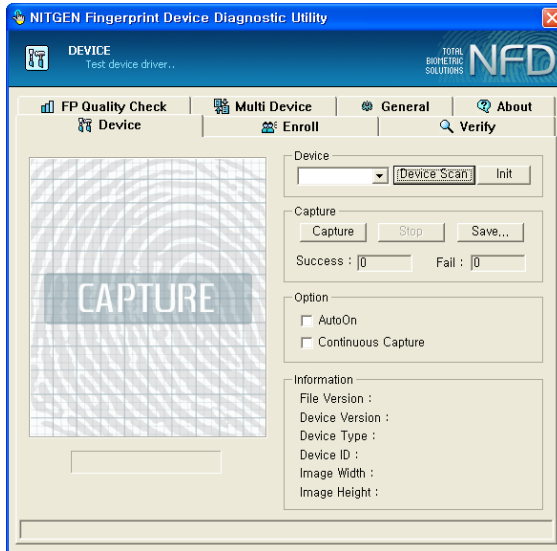 NITGEN Fingerprint Device Diagnostic Utility
DEVICE
Test device driver..
TOTAL
BIOMETRIC
SOLUTIONS
NFD
FP Quality Check
Multi Device
General
About
Device
Enroll
Verify
CAPTURE
Device
Device Scan
Init
Capture
Capture
Stop
Save...
Success : 0
Fail : 0
Option
AutoOn
Continuous Capture
Information
File Version :
Device Version :
Device Type :
Device ID :
Image Width :
Image Height :